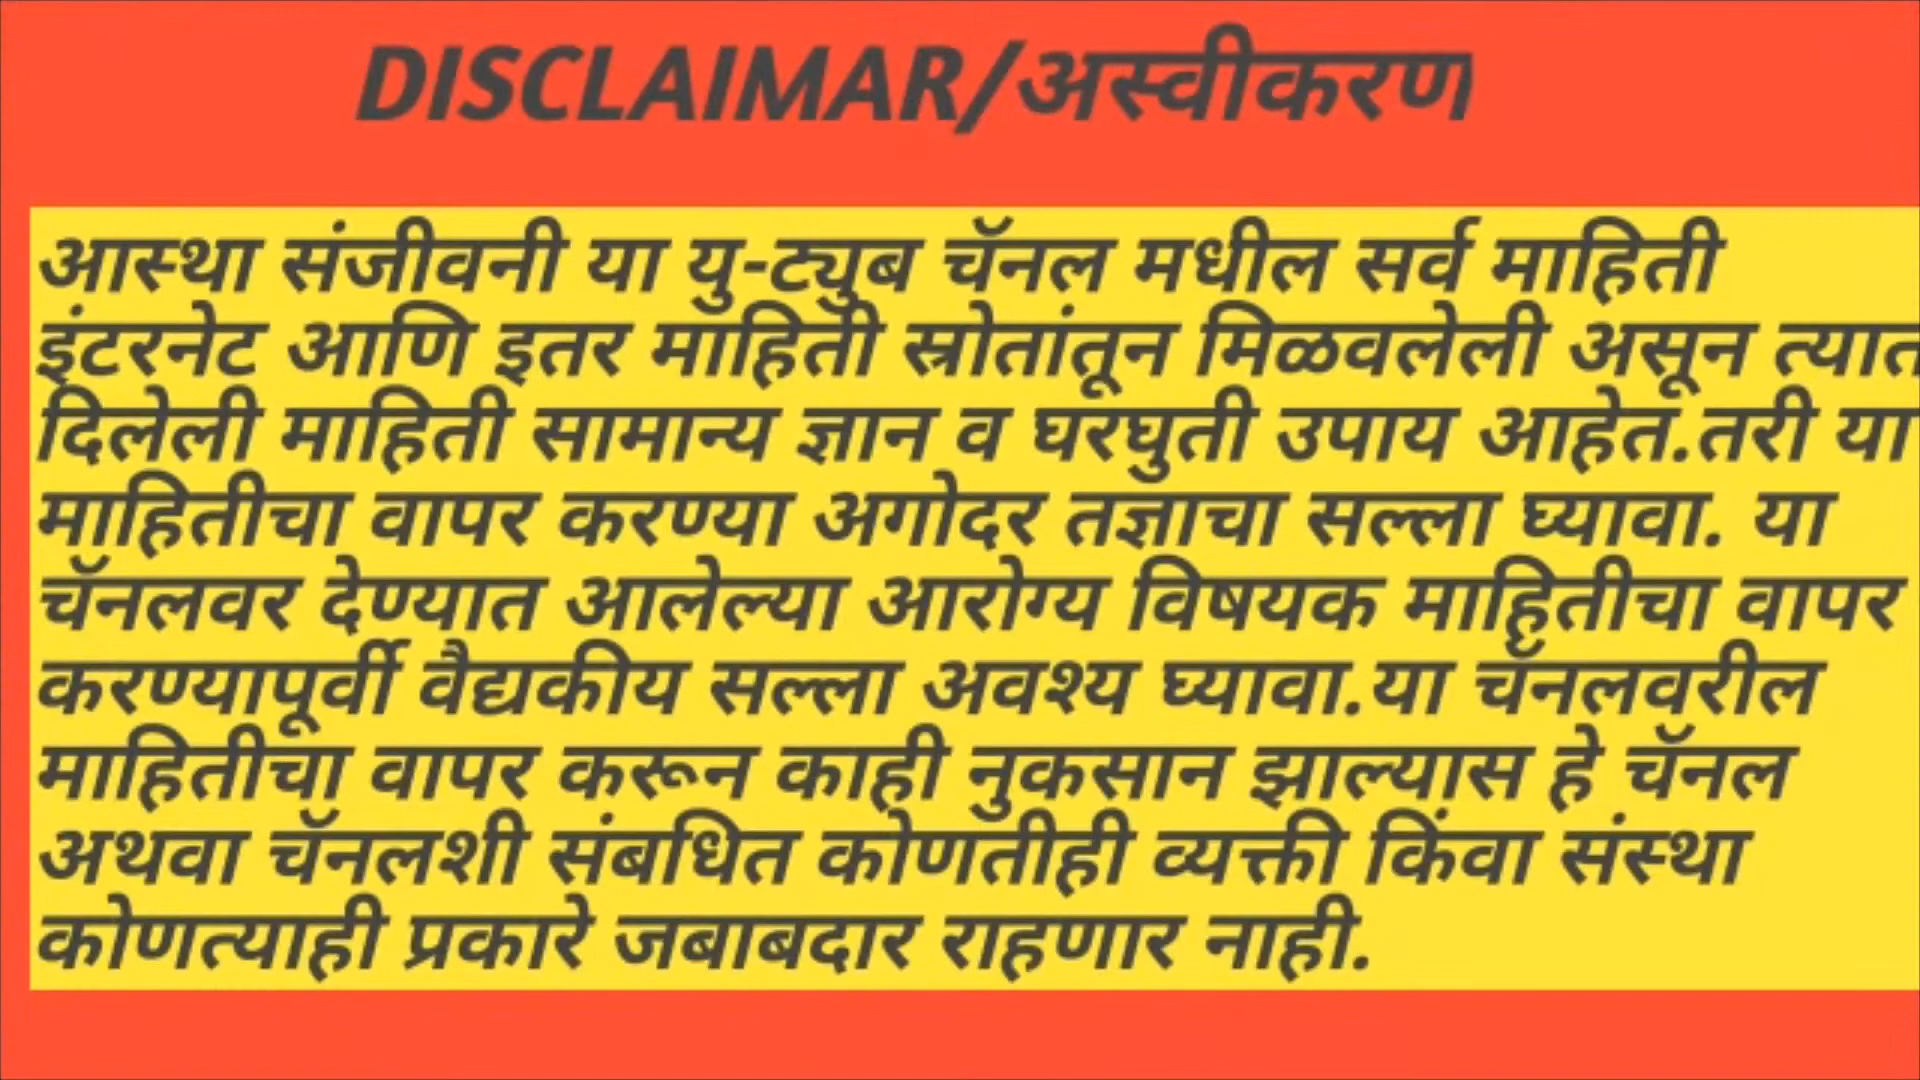 DISCLAIMAR/अस्वीकरण
आस्था संजीवनी या यु-ट्युब चॅनल मधील सर्व माहिती
इंटरनेट आणि इतर माहिती स्रोतांतून मिळवलेली असून त्यात
दिलेली माहिती सामान्य ज्ञान व घरघुती उपाय आहेत.तरी या
माहितीचा वापर करण्या अगोदर तज्ञाचा सल्ला घ्यावा. या
चॅनलवर देण्यात आलेल्या आरोग्य विषयक माहितीचा वापर
करण्यापूर्वी वैद्यकीय सल्ला अवश्य घ्यावा.या चॅनलवरील
माहितीचा वापर करून काही नुकसान झाल्यास हे चॅनल
अथवा चॅनलशी संबधित कोणतीही व्यक्ती किंवा संस्था
कोणत्याही प्रकारे जबाबदार राहणार नाही.